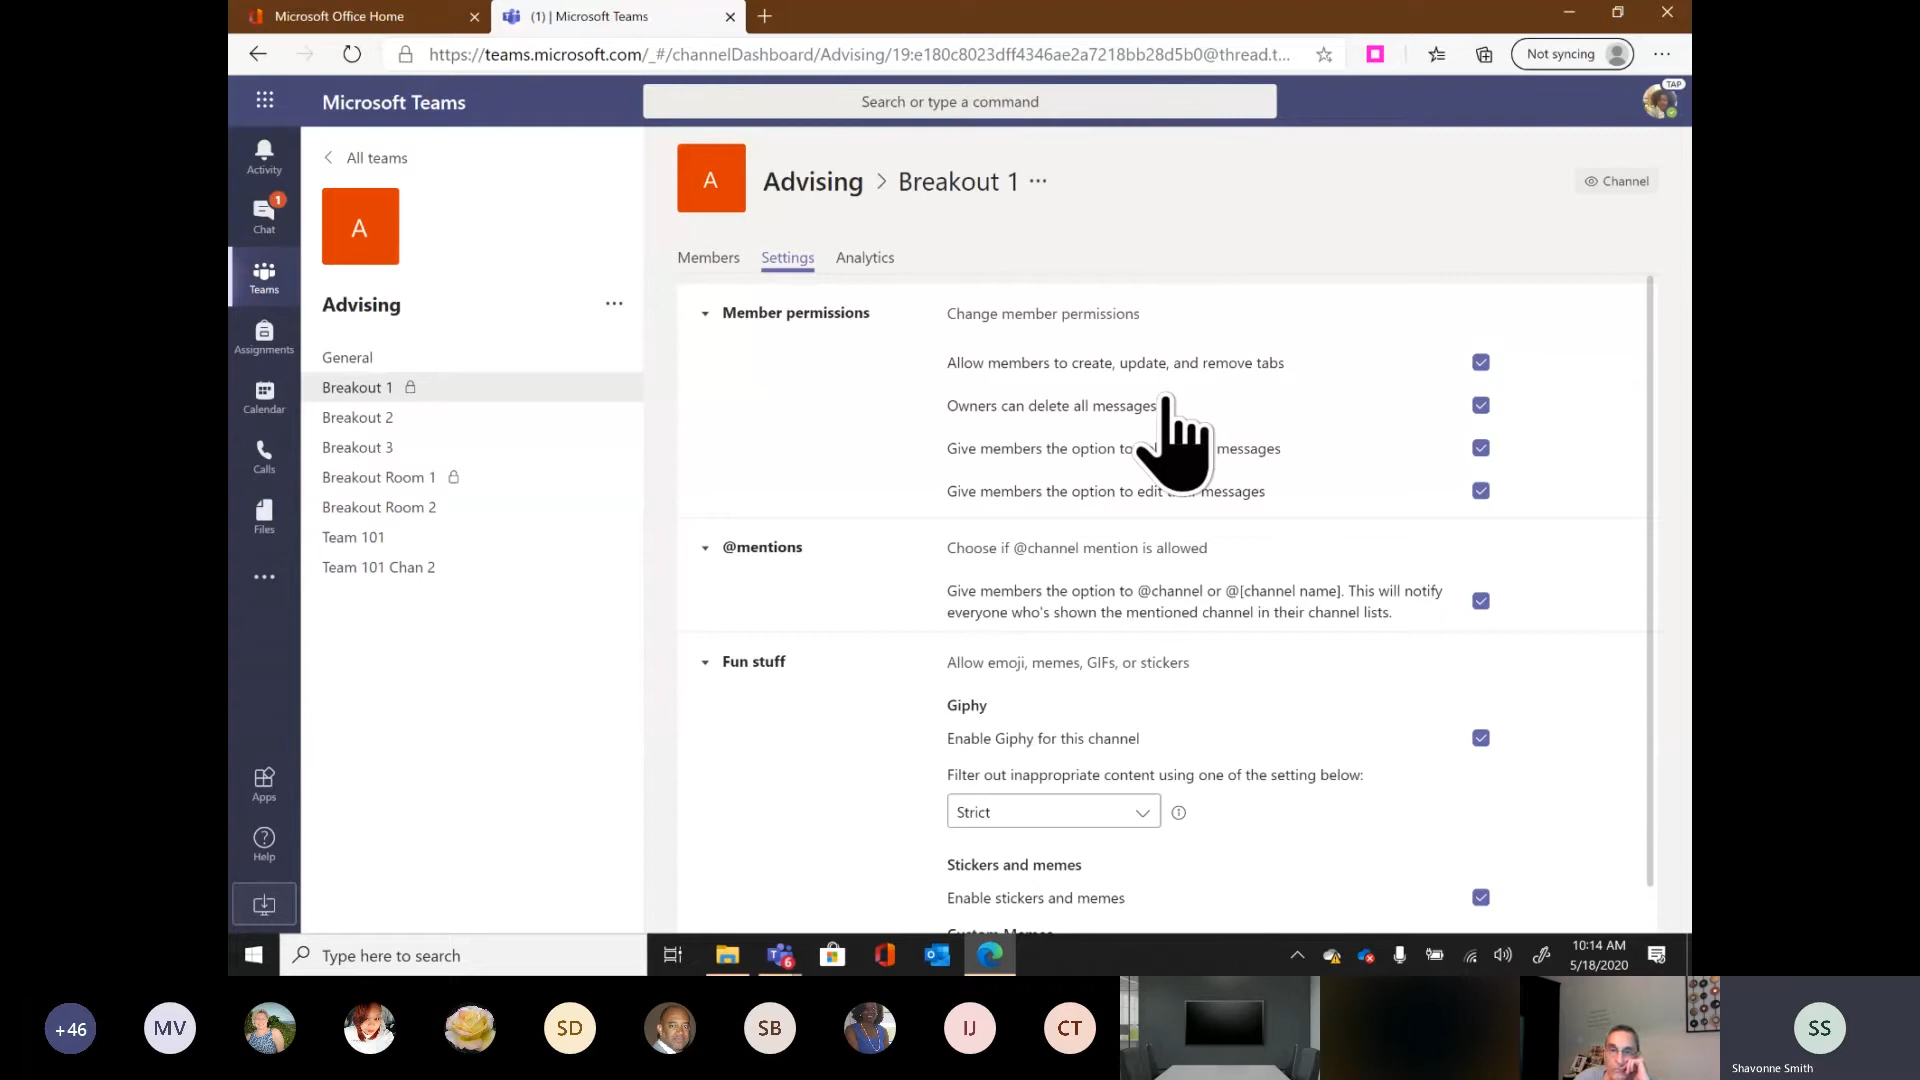 Microsoft Office Home
(1) | Microsoft Teams
https://teams.microsoft.com/_#/channelDashboard/Advising/19:e180c8023dff4346ae2a7218bb28d5b0@thread.t...
Not syncing
Microsoft Teams
Search or type a command
TAP
Activity
Chat
1
Teams
Assignments
Calendar
Calls
Files
Apps
Help
All teams
A
Advising
General
Breakout 1
Breakout 2
Breakout 3
Breakout Room 1
Breakout Room 2
Team 101
Team 101 Chan 2
A
Advising > Breakout 1 ...
Channel
Members Settings Analytics
Member permissions
Change member permissions
Allow members to create, update, and remove tabs
Owners can delete all messages
Give members the option to messages
Give members the option to edit messages
@mentions
Choose if @channel mention is allowed
Give members the option to @channel or @[channel name]. This will notify
everyone who's shown the mentioned channel in their channel lists.
Fun stuff
Allow emoji, memes, GIFs, or stickers
Giphy
Enable Giphy for this channel
Filter out inappropriate content using one of the setting below:
Strict
Stickers and memes
Enable stickers and memes
Custom Memes
Type here to search
6
10:14 AM
5/18/2020
+46
MV
SD
SB
IJ
CT
SS
Shavonne Smith